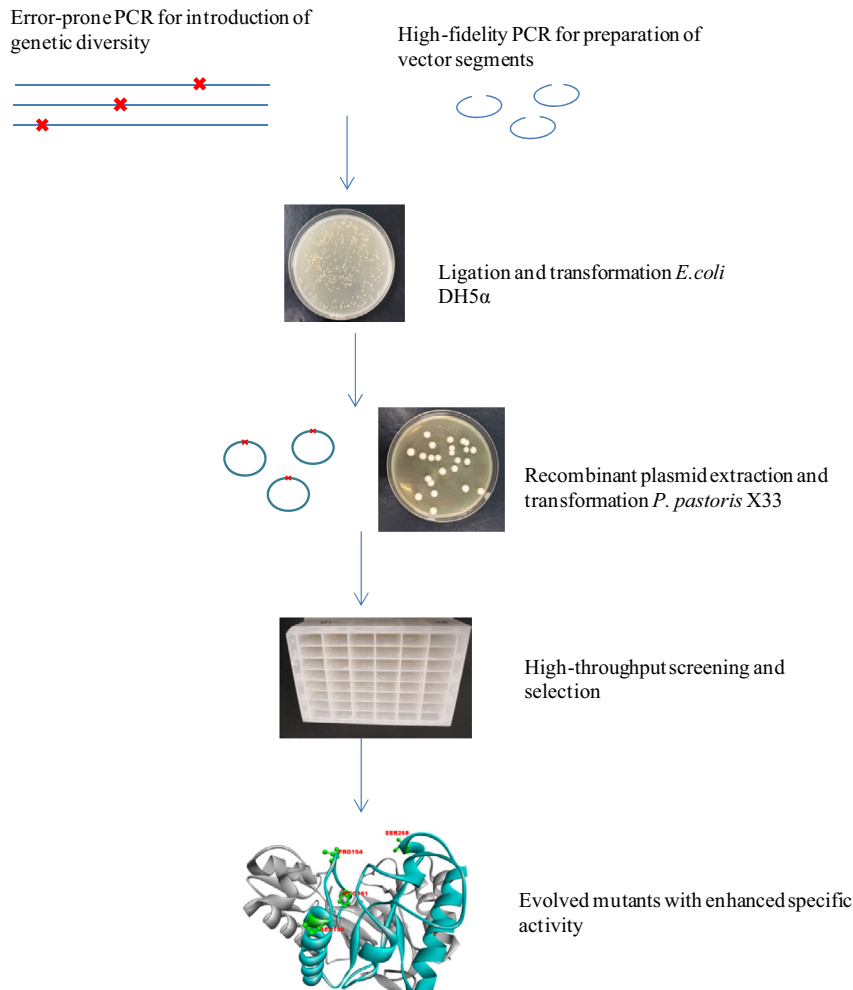 Error-prone PCR for introduction of
genetic diversity
High-fidelity PCR for preparation of
vector segments
Ligation and transformation E.coli
DH5α
Recombinant plasmid extraction and
transformation P. pastoris X33
High-throughput screening and
selection
SER268
PRO154
Evolved mutants with enhanced specific
activity